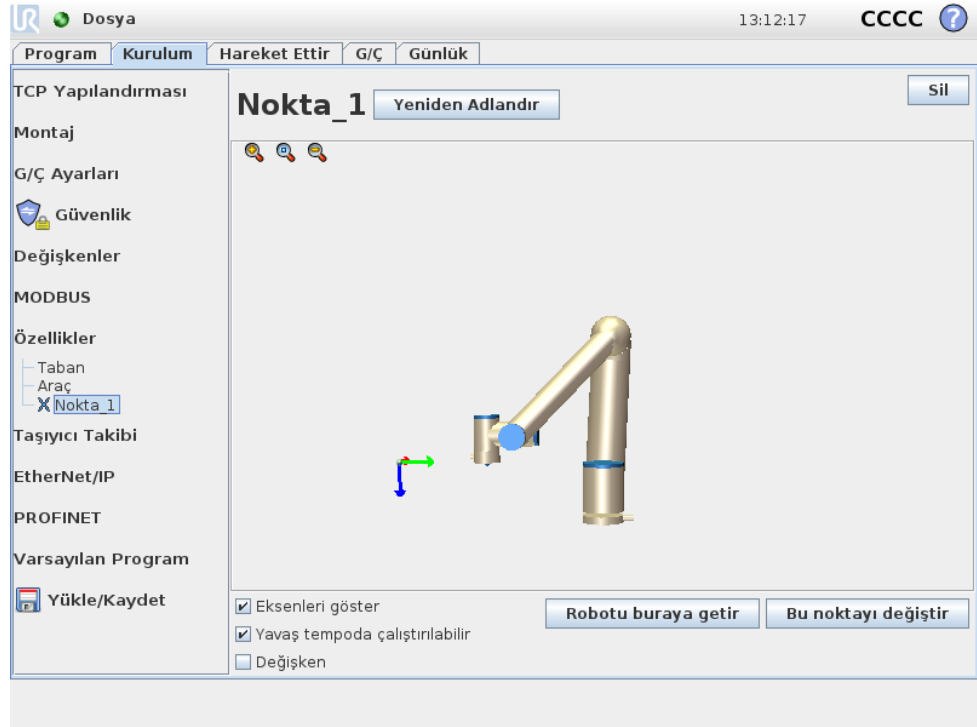 UR Dosya 13:12:17 CCCC ?
Program Kurulum Hareket Ettir G/Ç Günlük
TCP Yapılandırması
Montaj
G/Ç Ayarları
Güvenlik
Değişkenler
MODBUS
Özellikler
Taban
Araç
Nokta_1
Taşıyıcı Takibi
EtherNet/IP
PROFINET
Varsayılan Program
Yükle/Kaydet
Nokta_1 Yeniden Adlandır Sil
Eksenleri göster
Yavaş tempoda çalıştırılabilir
Değişken
Robotu buraya getir Bu noktayı değiştir